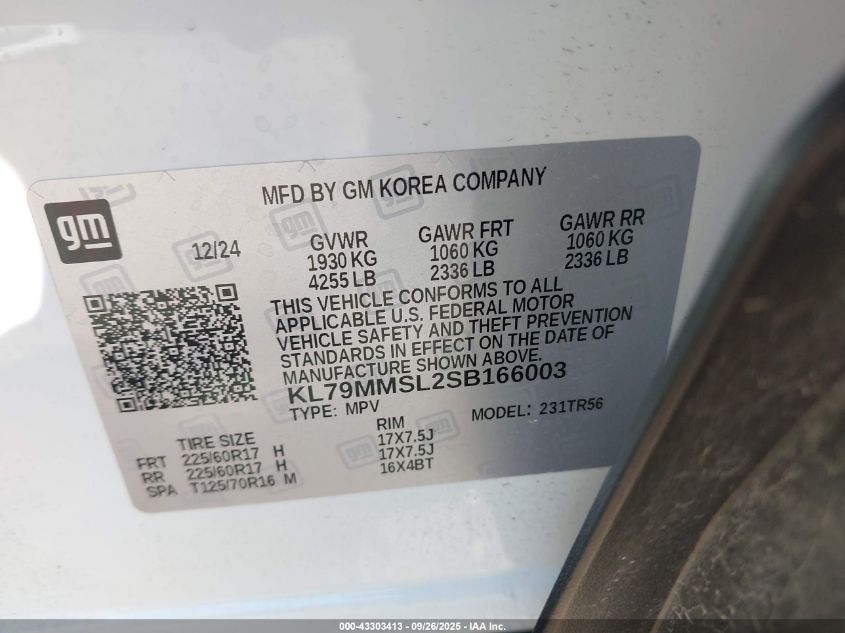 MFD BY GM KOREA COMPANY
gm
12/24
GVWR GAWR FRT GAWR RR
1930 KG 1060 KG 1060 KG
4255 LB 2336 LB 2336 LB
THIS VEHICLE CONFORMS TO ALL
APPLICABLE U.S. FEDERAL MOTOR
VEHICLE SAFETY AND THEFT PREVENTION
STANDARDS IN EFFECT ON THE DATE OF
MANUFACTURE SHOWN ABOVE.
KL79MMSL2SB166003
TYPE: MPV MODEL: 231TR56
TIRE SIZE RIM
FRT 225/60R17 H 17X7.5J
RR 225/60R17 H 17X7.5J
SPA T125/70R16 M 16X4BT
000-43303413 - 09/26/2025 - IAA Inc.